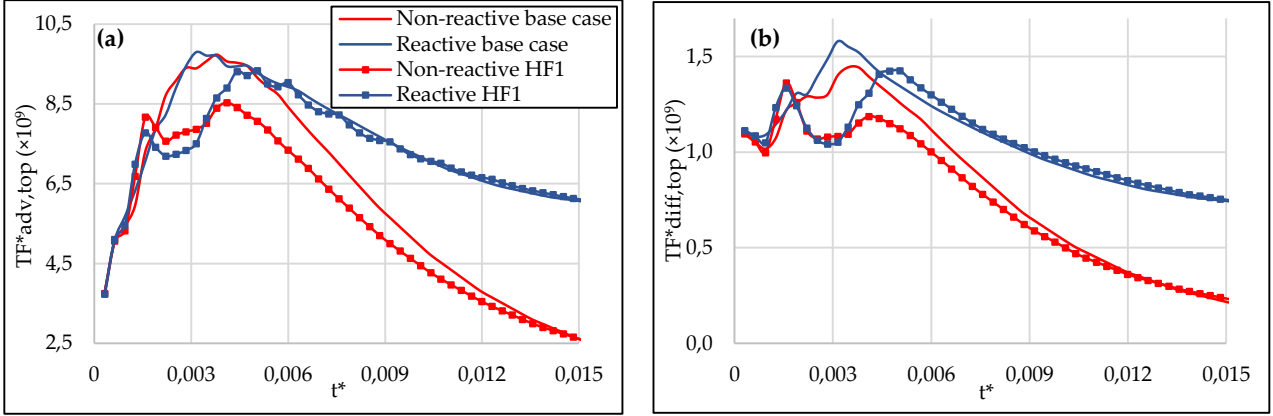 (a)
Non-reactive base case
Reactive base case
Non-reactive HF1
Reactive HF1
TF*adv,top (×10⁹)
10,5
8,5
6,5
4,5
2,5
0 0,003 0,006 0,009 0,012 0,015
t*
(b)
TF*diff,top (×10⁹)
1,5
1,0
0,5
0,0
0 0,003 0,006 0,009 0,012 0,015
t*